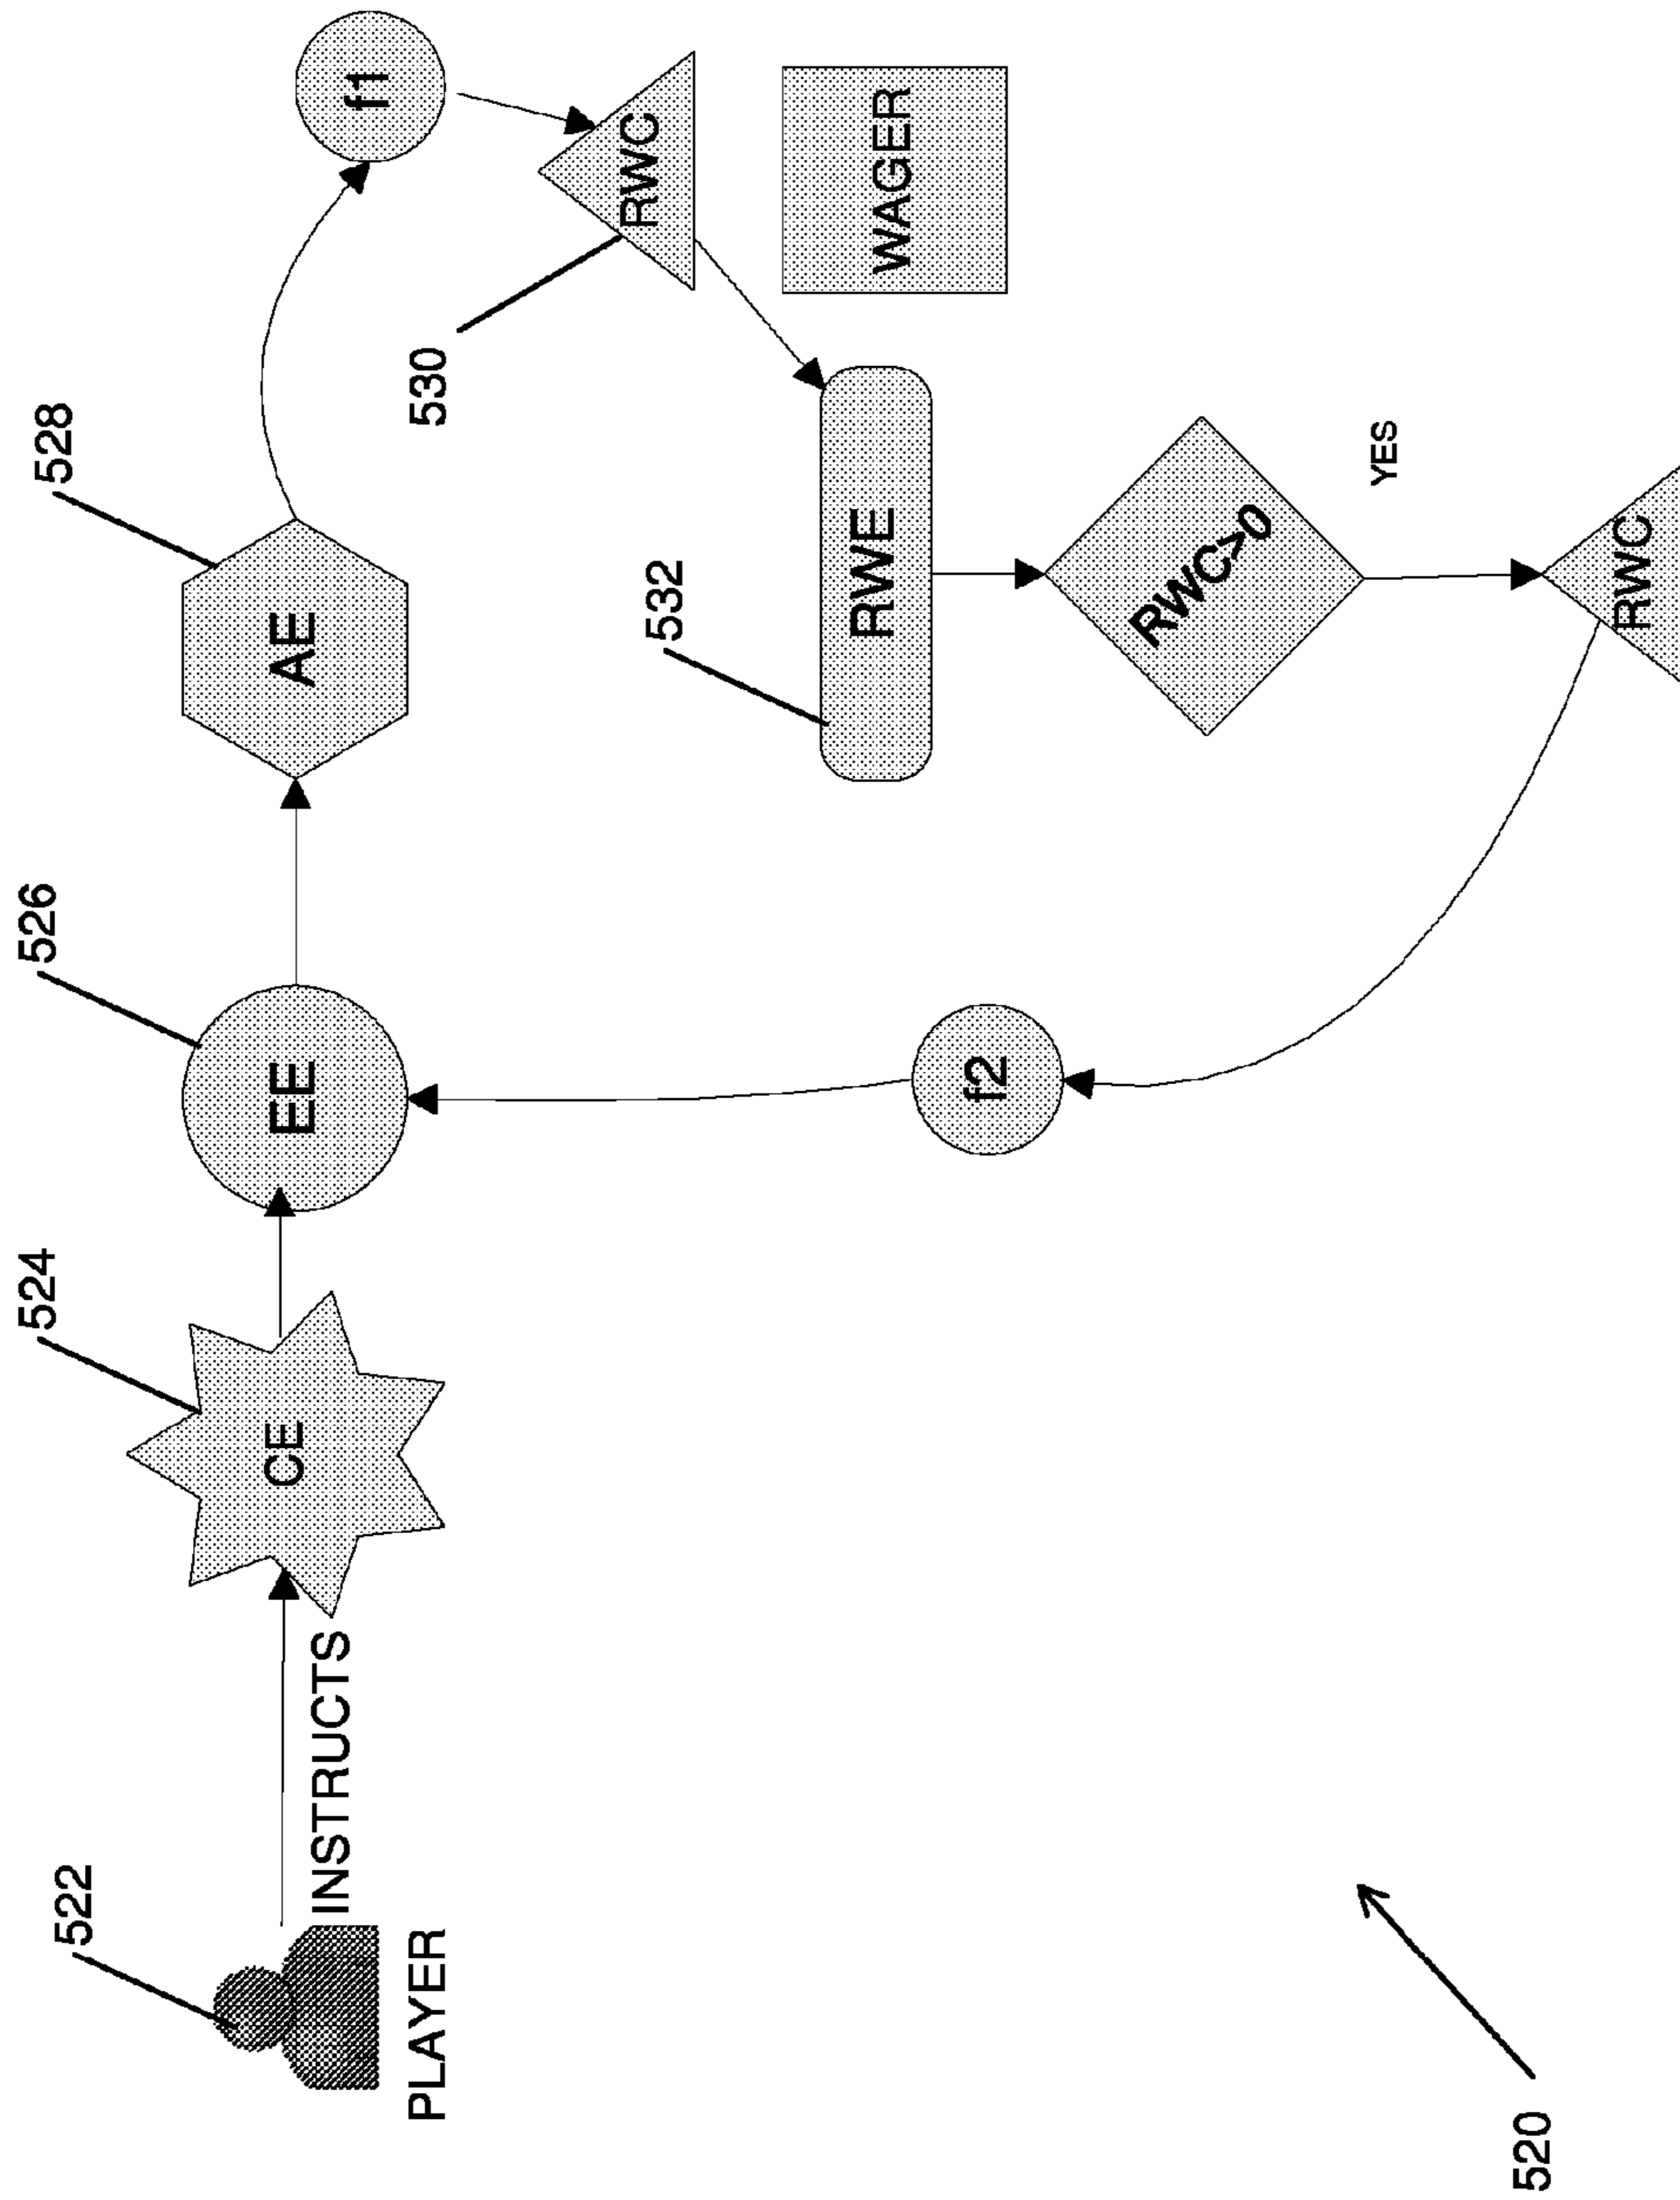 522
524
526
528
PLAYER
INSTRUCTS
CE
EE
AE
f1
530
RWC
532
RWE
WAGER
RWC>0
YES
f2
RWC
520